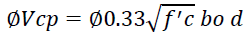 ∅Vcp = ∅0.33√f'c bo d